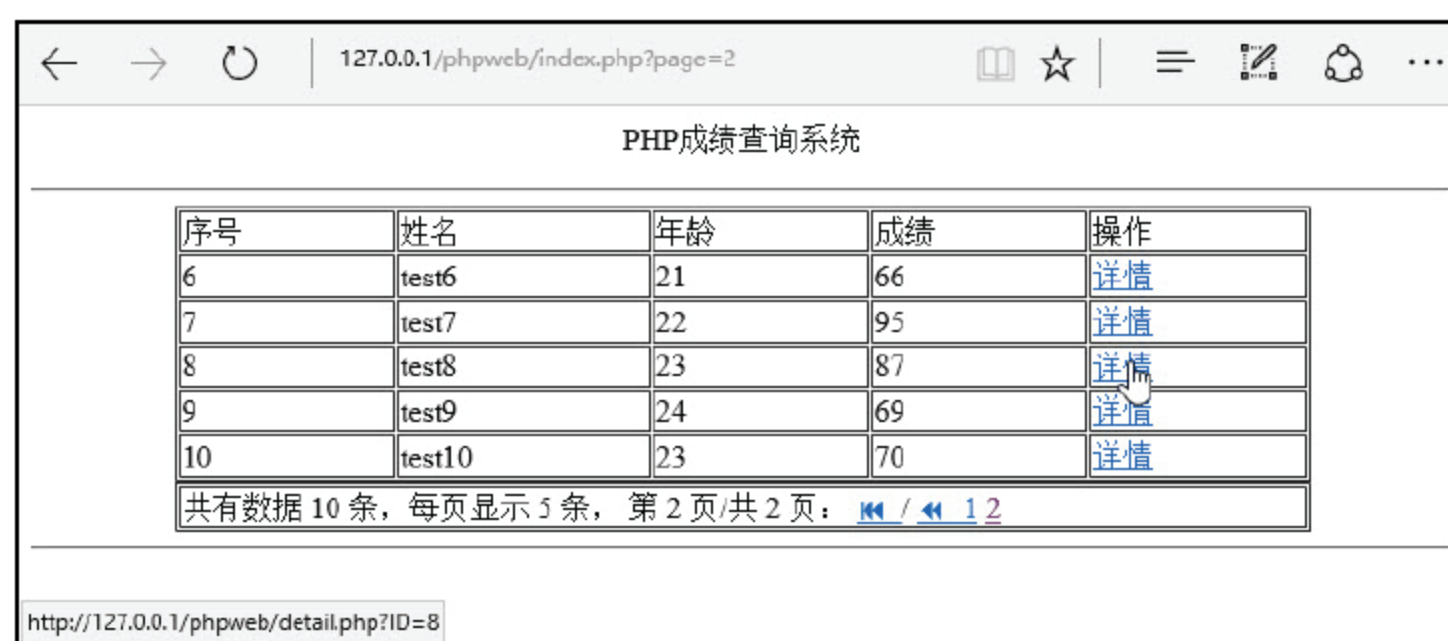 127.0.0.1/phpweb/index.php?page=2
PHP成绩查询系统
序号 姓名 年龄 成绩 操作
6 test6 21 66 详情
7 test7 22 95 详情
8 test8 23 87 详情
9 test9 24 69 详情
10 test10 23 70 详情
共有数据 10 条，每页显示 5 条， 第 2 页/共 2 页： / 1 2
http://127.0.0.1/phpweb/detail.php?ID=8